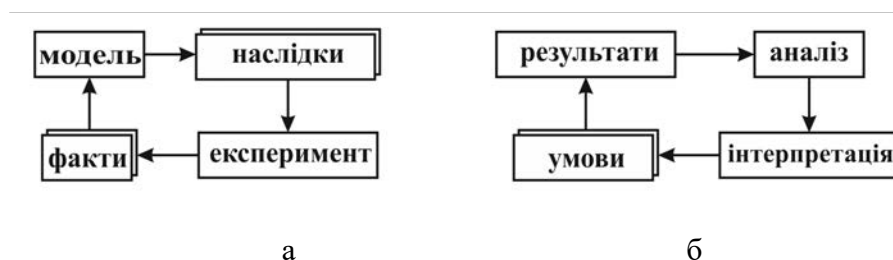 модель
наслідки
результати
аналіз
факти
експеримент
умови
інтерпретація
а
б